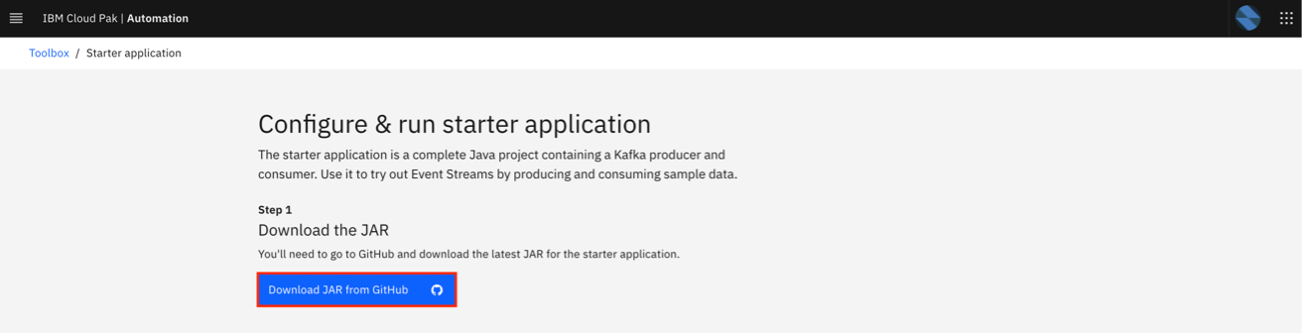 IBM Cloud Pak | Automation
Toolbox / Starter application
Configure & run starter application
The starter application is a complete Java project containing a Kafka producer and
consumer. Use it to try out Event Streams by producing and consuming sample data.
Step 1
Download the JAR
You'll need to go to GitHub and download the latest JAR for the starter application.
Download JAR from GitHub